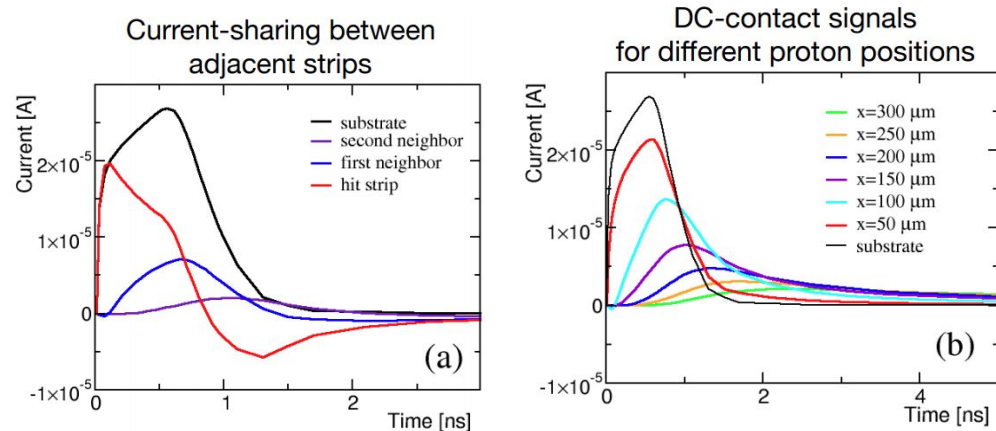 Current-sharing between
adjacent strips
Current [A]
2×10⁻⁵
1×10⁻⁵
0
-1×10⁻⁵
substrate
second neighbor
first neighbor
hit strip
(a)
0
1
2
Time [ns]
DC-contact signals
for different proton positions
Current [A]
2×10⁻⁵
1×10⁻⁵
0
-1×10⁻⁵
x=300 μm
x=250 μm
x=200 μm
x=150 μm
x=100 μm
x=50 μm
substrate
(b)
0
2
4
Time [ns]